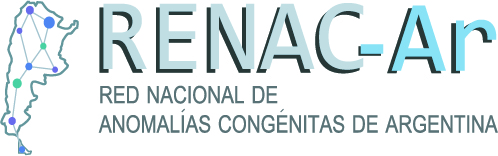 RENAC-Ar
RED NACIONAL DE
ANOMALÍAS CONGÉNITAS DE ARGENTINA